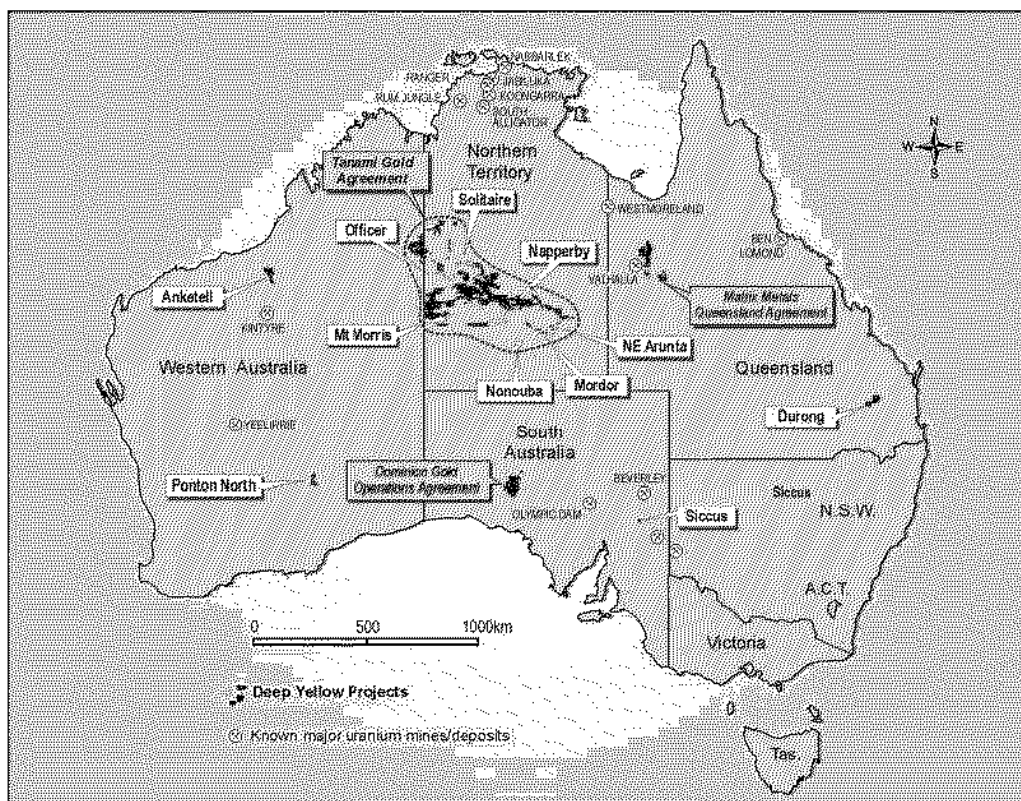 NABBARLEK
RANGER
JABILUKA
RUM JUNGLE
KOONGARRA
SOUTH
ALLIGATOR
N
W E
S
Tanami Gold
Agreement
Northern
Territory
Solitaire
WESTMORELAND
Officer
Napperby
BEN
LOMOND
Anketell
VALHALLA
Matrix Metals
Queensland Agreement
KINTYRE
Mt Morris
NE Arunta
Western Australia
Queensland
Nonouba
Mordor
Durong
YEELIRRIE
South
Australia
Ponton North
Dominion Gold
Operations Agreement
BEVERLEY
Siccus
OLYMPIC DAM
Siccus
N.S.W.
A.C.T.
0 500 1000km
Victoria
Deep Yellow Projects
Known major uranium mines/deposits
Tas.